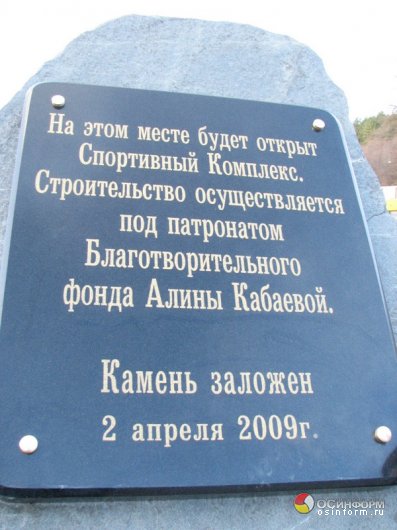 На этом месте будет открыт
Спортивный Комплекс.
Строительство осуществляется
под патронатом
Благотворительного
фонда Алины Кабаевой.
Камень заложен
2 апреля 2009г.
ОСИНФОРМ
osinform.ru